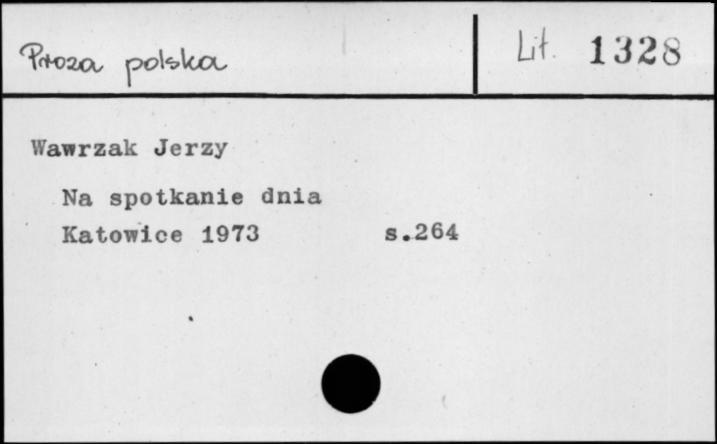 Proza polska
Lit. 1328
Wawrzak Jerzy
Na spotkanie dnia
Katowice 1973 s.264